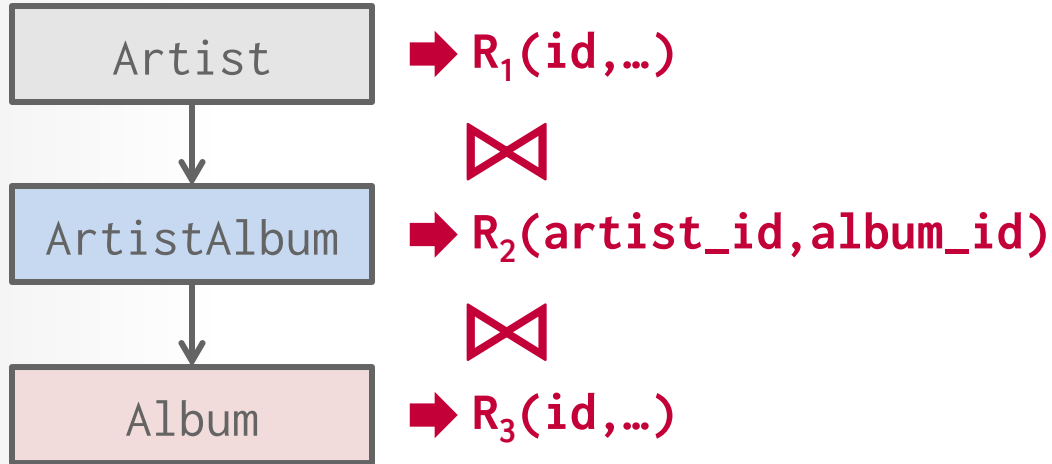 Artist R₁(id,…)
⋈
ArtistAlbum R₂(artist_id,album_id)
⋈
Album R₃(id,…)